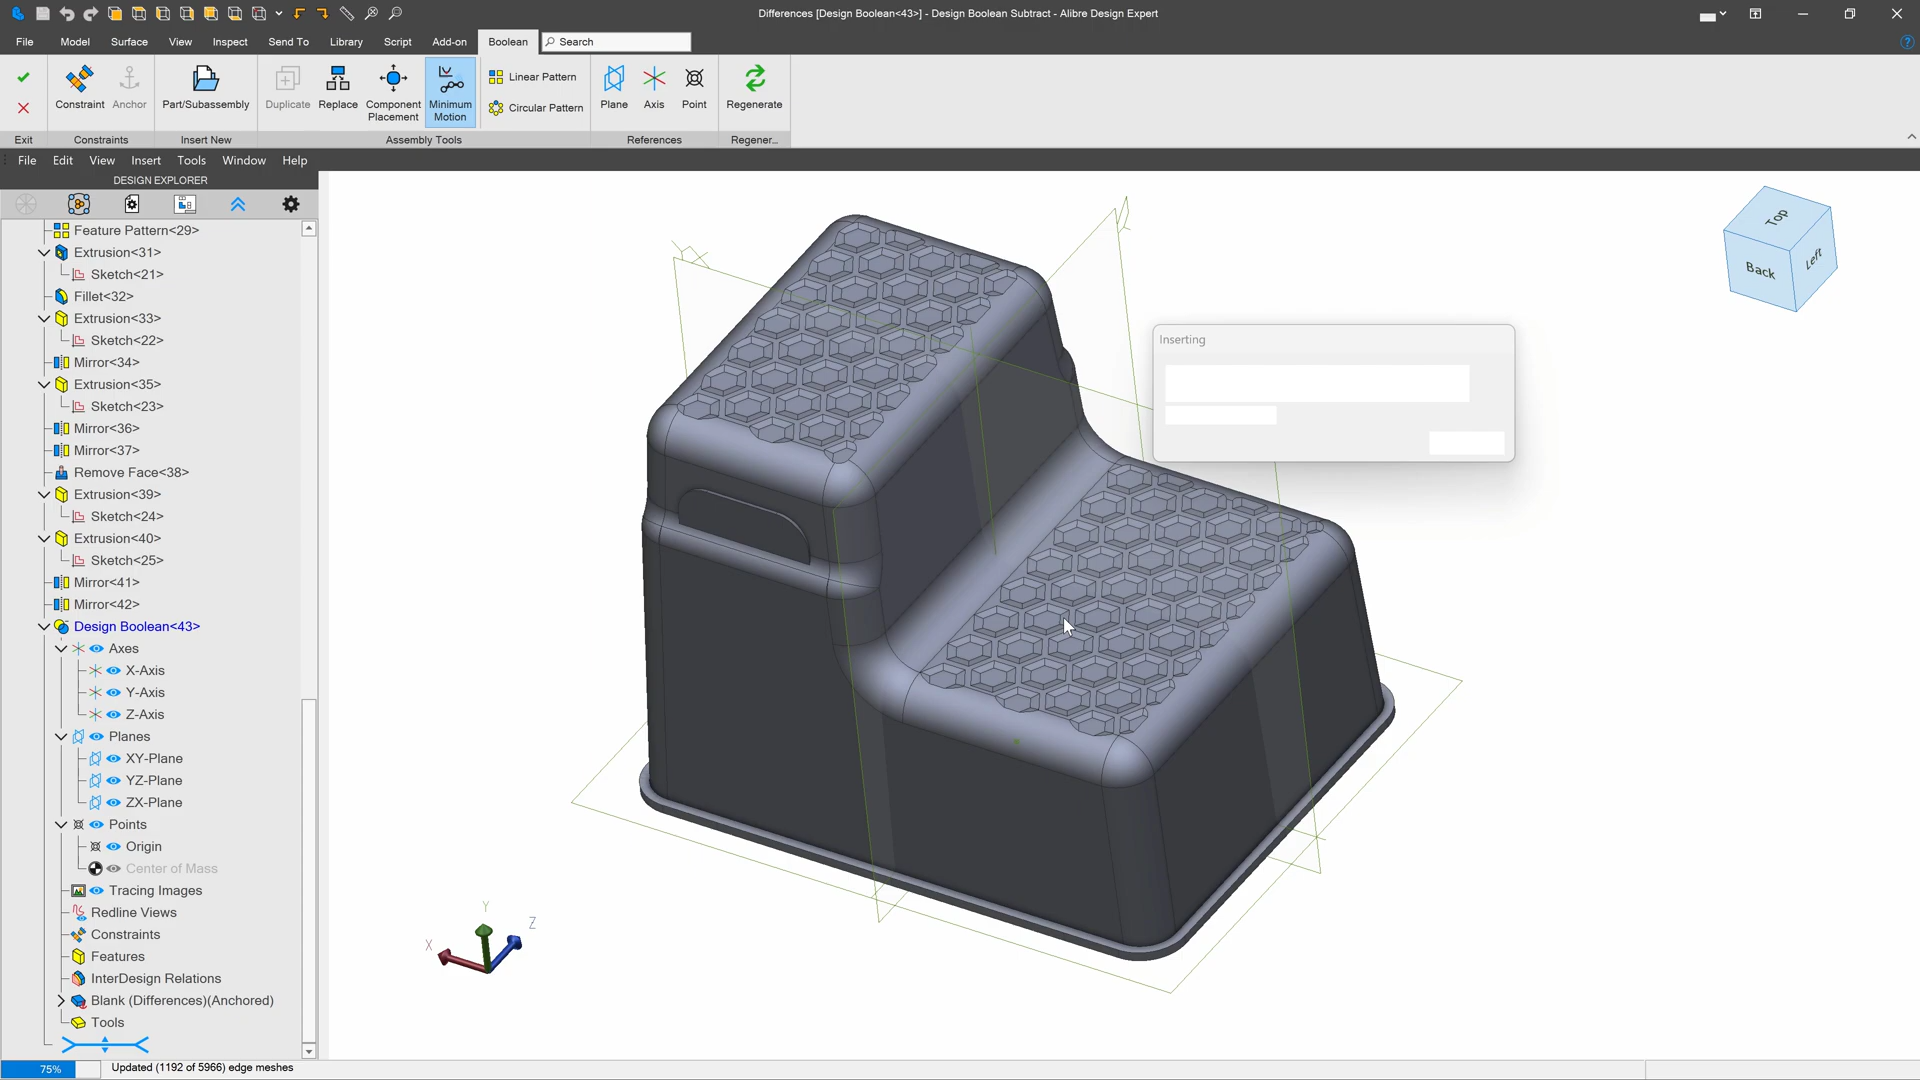 Differences [Design Boolean<43>] - Design Boolean Subtract - Alibre Design Expert
File Model Surface View Inspect Send To Library Script Add-on Boolean Search
Constraint Anchor Part/Subassembly Duplicate Replace Component Placement Minimum Motion Linear Pattern Circular Pattern Plane Axis Point Regenerate
Exit Constraints Insert New Assembly Tools References Regener...
File Edit View Insert Tools Window Help
DESIGN EXPLORER
Feature Pattern<29>
Extrusion<31>
Sketch<21>
Fillet<32>
Extrusion<33>
Sketch<22>
Mirror<34>
Extrusion<35>
Sketch<23>
Mirror<36>
Mirror<37>
Remove Face<38>
Extrusion<39>
Sketch<24>
Extrusion<40>
Sketch<25>
Mirror<41>
Mirror<42>
Design Boolean<43>
Axes
X-Axis
Y-Axis
Z-Axis
Planes
XY-Plane
YZ-Plane
ZX-Plane
Points
Origin
Center of Mass
Tracing Images
Redline Views
Constraints
Features
InterDesign Relations
Blank (Differences)(Anchored)
Tools
Inserting
Top
Back
Left
X
Y
Z
75% Updated (1192 of 5966) edge meshes